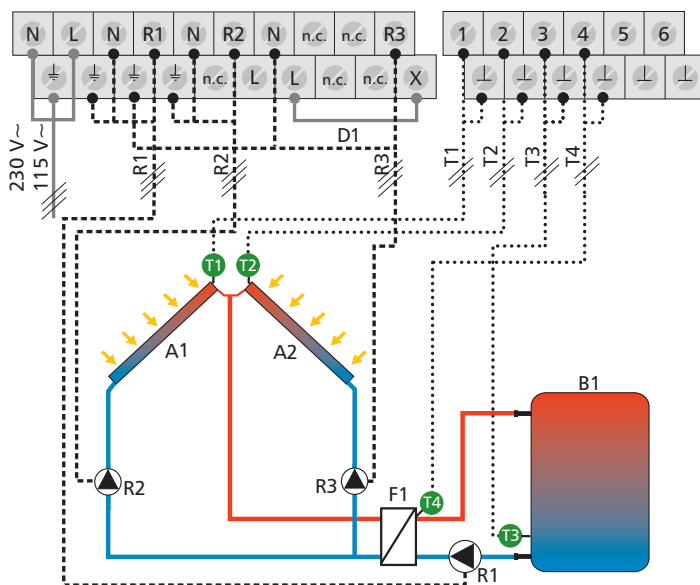 N L N R1 N R2 N n.c. n.c. R3
n.c. L L n.c. n.c. X
1 2 3 4 5 6
D1
230 V~
115 V~
R1
R2
R3
T1
T2
T3
T4
T1 T2
A1 A2
B1
R2
R3
F1
T4
T3
R1